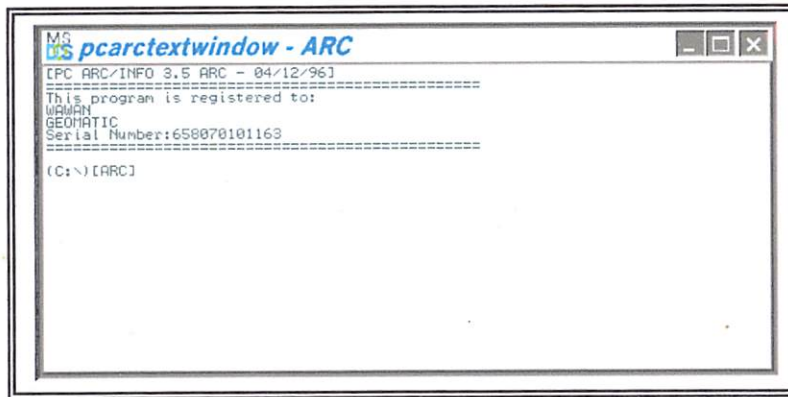 MS
DOS pcarctextwindow - ARC
[PC ARC/INFO 3.5 ARC - 04/12/96]
================================================
This program is registered to:
WAWAN
GEOMATIC
Serial Number:658070101163
================================================
(C:\)[ARC]